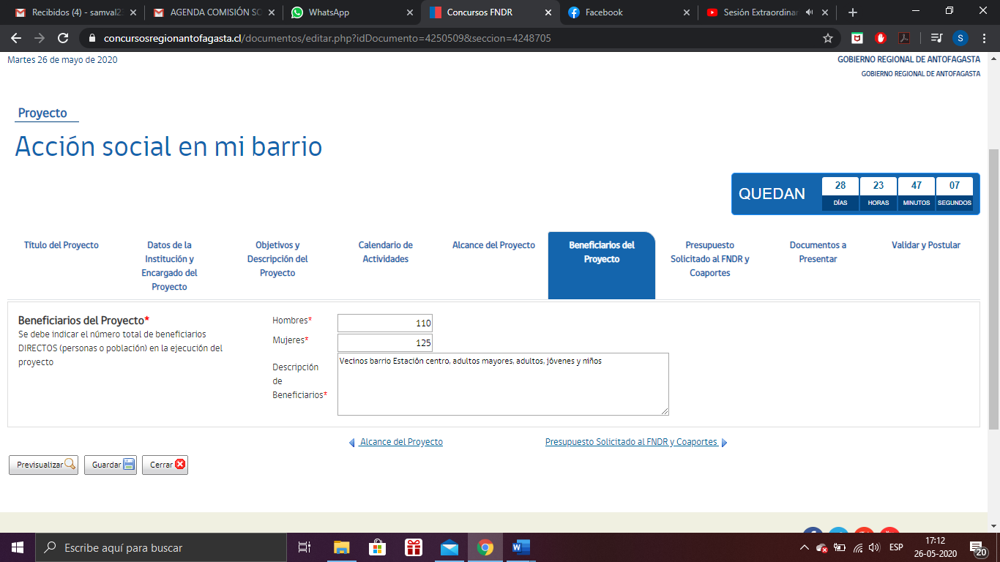 Recibidos (4) - samval2
AGENDA COMISIÓN SO
WhatsApp
Concursos FNDR
Facebook
Sesión Extraordinar
concursosregionantofagasta.cl/documentos/editar.php?idDocumento=4250509&seccion=4248705
S
Martes 26 de mayo de 2020
GOBIERNO REGIONAL DE ANTOFAGASTA
GOBIERNO REGIONAL DE ANTOFAGASTA
Proyecto
Acción social en mi barrio
QUEDAN
28 23 47 07
DÍAS HORAS MINUTOS SEGUNDOS
Título del Proyecto
Datos de la
Institución y
Encargado del
Proyecto
Objetivos y
Descripción del
Proyecto
Calendario de
Actividades
Alcance del Proyecto
Beneficiarios del
Proyecto
Presupuesto
Solicitado al FNDR y
Coaportes
Documentos a
Presentar
Validar y Postular
Beneficiarios del Proyecto*
Se debe indicar el número total de beneficiarios
DIRECTOS (personas o población) en la ejecución del
proyecto
Hombres* 110
Mujeres* 125
Descripción
de
Beneficiarios*
Vecinos barrio Estación centro, adultos mayores, adultos, jóvenes y niños
Alcance del Proyecto
Presupuesto Solicitado al FNDR y Coaportes
Previsualizar
Guardar
Cerrar
Escribe aquí para buscar
ESP
17:12
26-05-2020
20